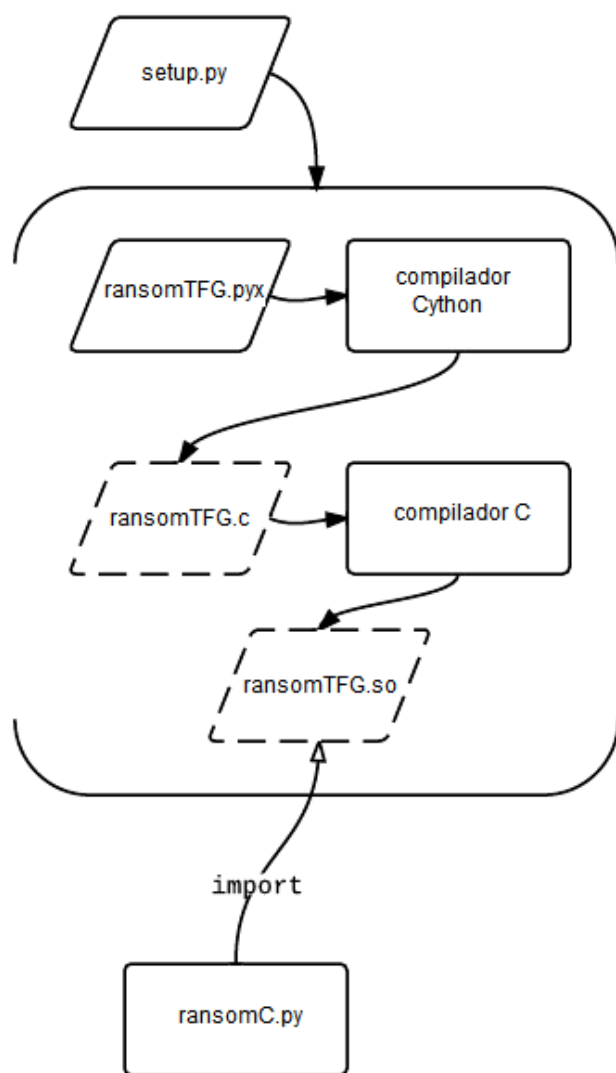 setup.py
ransomTFG.pyx
compilador
Cython
ransomTFG.c
compilador C
ransomTFG.so
import
ransomC.py